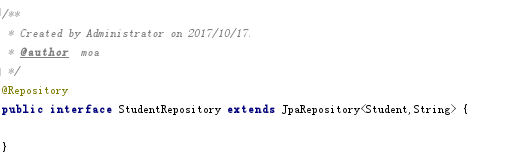 /**
* Created by Administrator on 2017/10/17.
* @author moa
*/
@Repository
public interface StudentRepository extends JpaRepository<Student,String> {
}